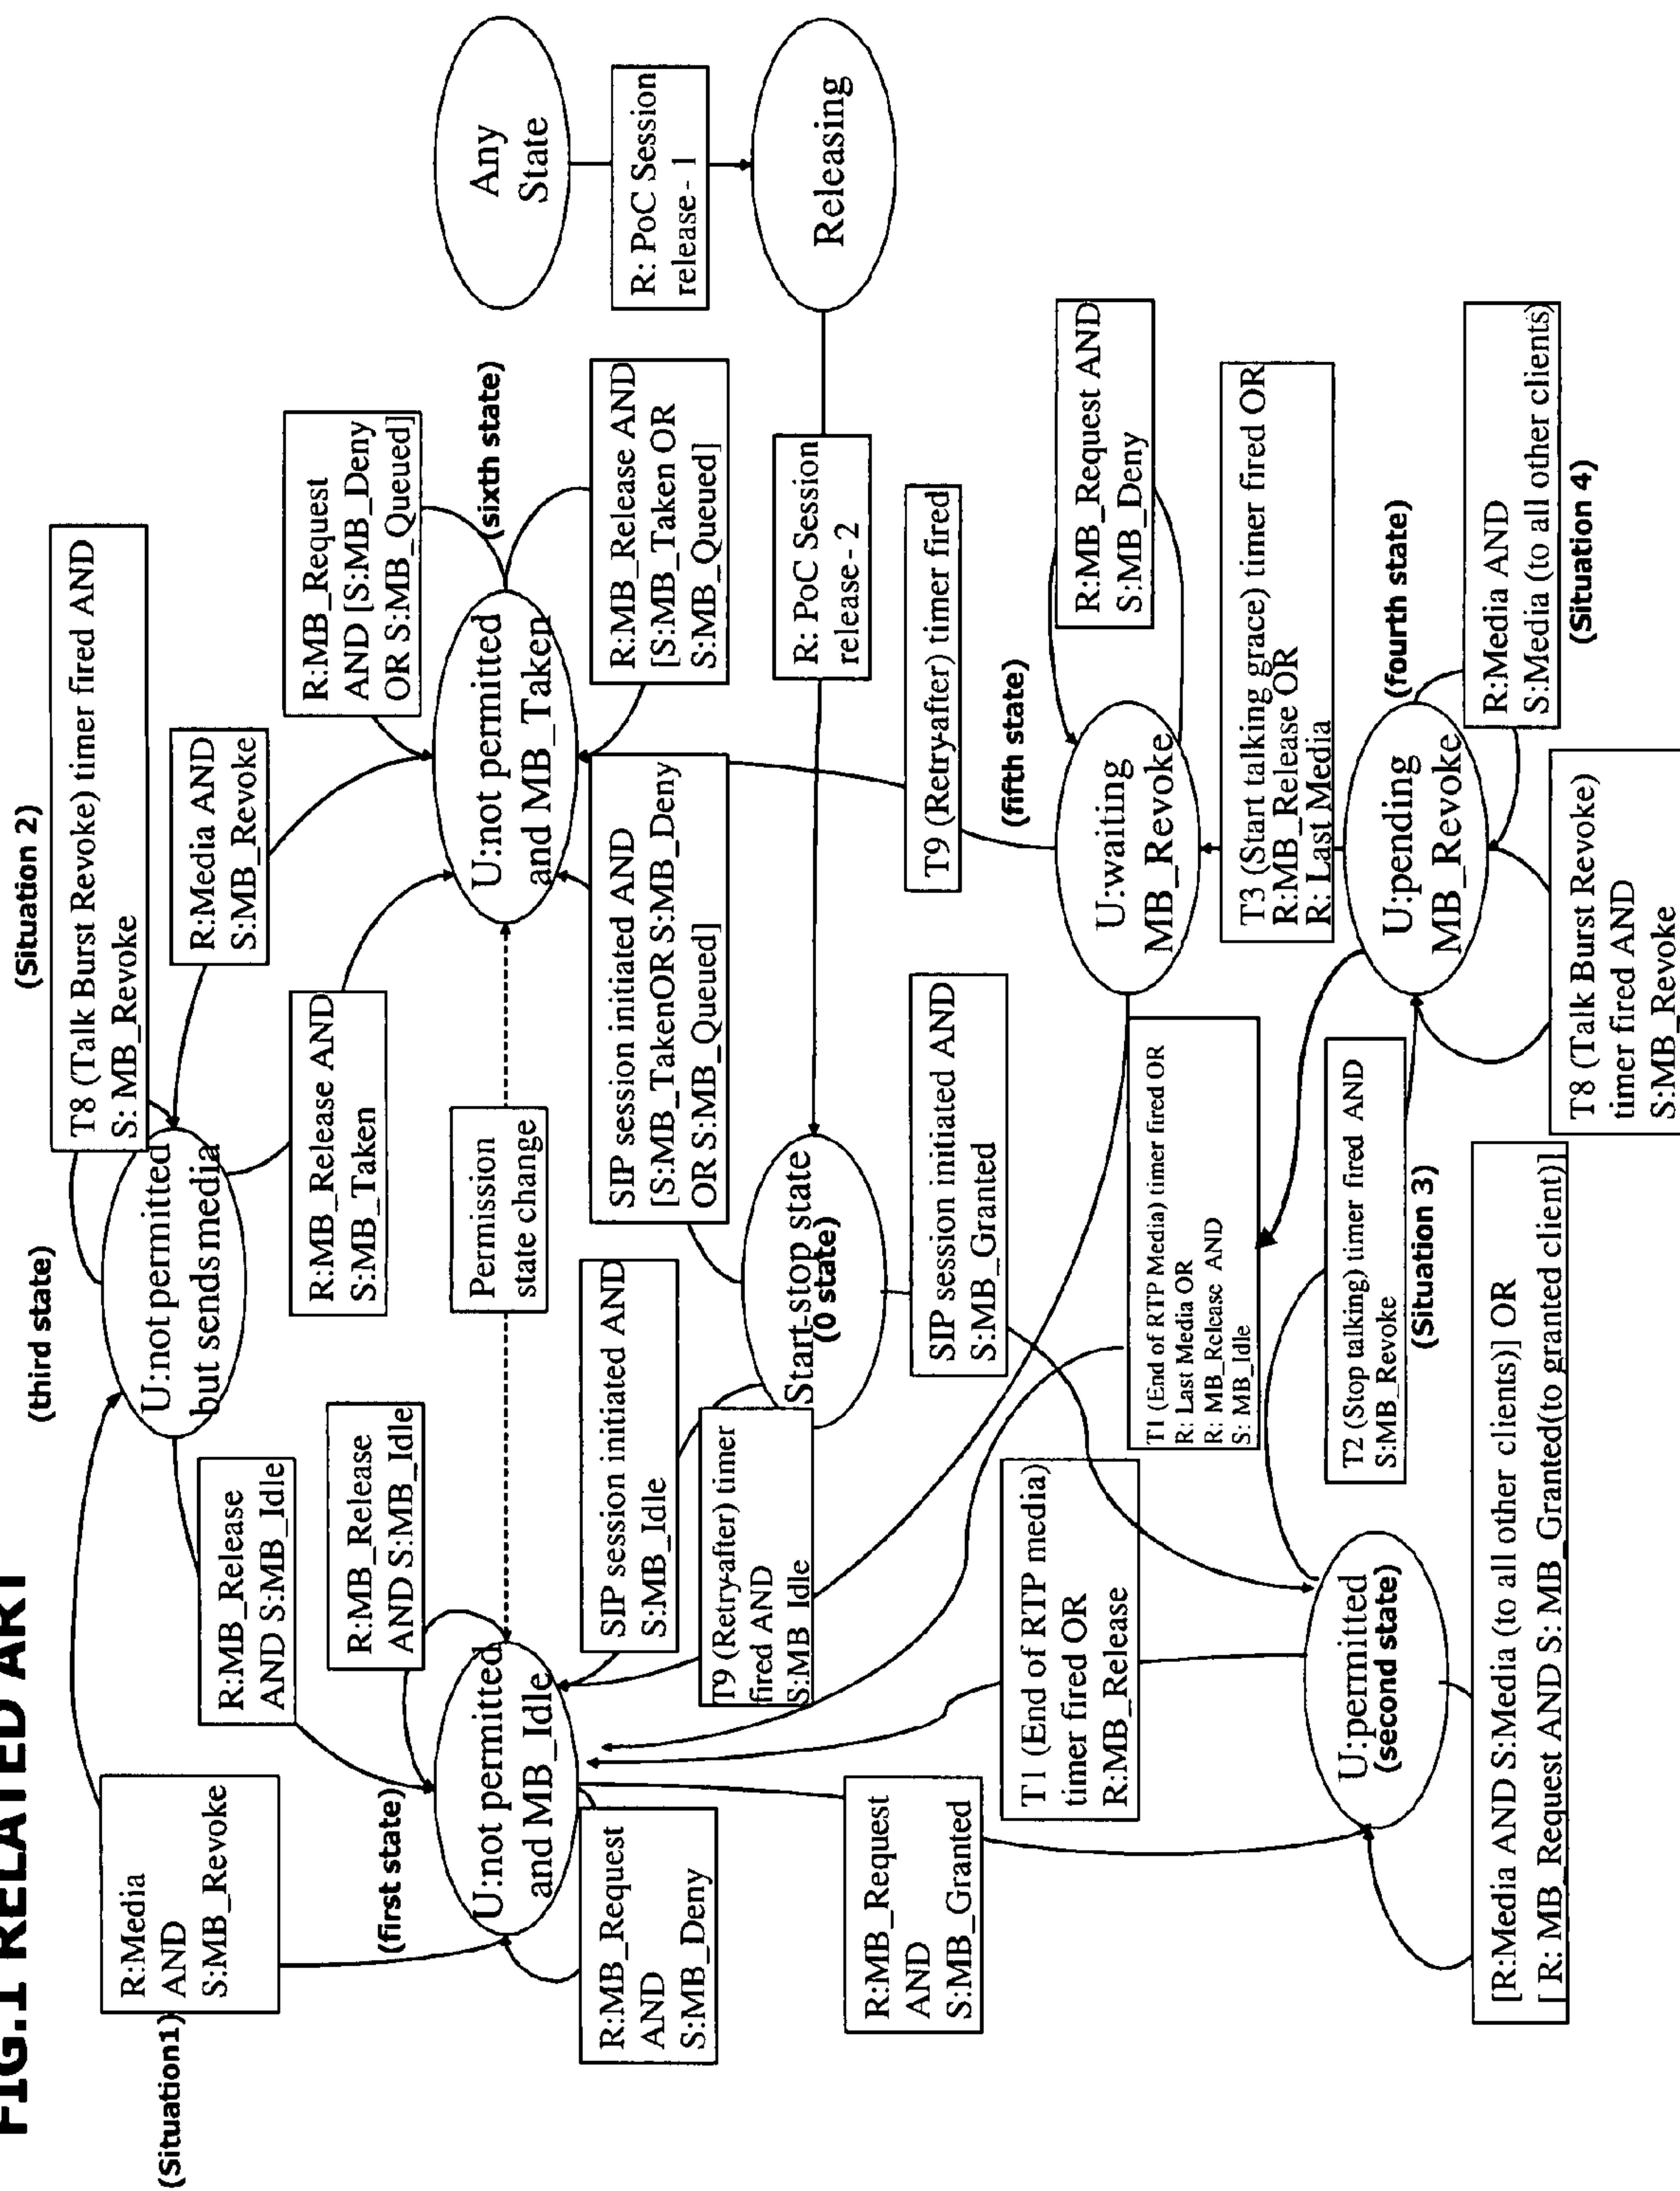 FIG.1 RELATED ART
(Situation 2)
(third state)
T8 (Talk Burst Revoke) timer fired AND
S: MB_Revoke
(Situation1)
R:Media
AND
S:MB_Revoke
U:not permitted
but sends media
R:Media AND
S:MB_Revoke
R:MB_Release
AND S:MB_Idle
R:MB_Release AND
S:MB_Taken
R:MB_Request
AND [S:MB_Deny
OR S:MB_Queued]
R:MB_Release
AND S:MB_Idle
(first state)
U:not permitted
and MB_Idle
Permission
state change
U:not permitted
and MB_Taken
(sixth state)
Any
State
R:MB_Request
AND
S:MB_Deny
SIP session initiated AND
S:MB_Idle
SIP session initiated AND
[S:MB_TakenOR S:MB_Deny
OR S:MB_Queued]
R:MB_Release AND
[S:MB_Taken OR
S:MB_Queued]
R: PoC Session
release - 1
T9 (Retry-after) timer
fired AND
S:MB_Idle
Start-stop state
(0 state)
R: PoC Session
release - 2
Releasing
R:MB_Request
AND
S:MB_Granted
SIP session initiated AND
S:MB_Granted
T9 (Retry-after) timer fired
T1 (End of RTP media)
timer fired OR
R:MB_Release
(fifth state)
U:waiting
MB_Revoke
R:MB_Request AND
S:MB_Deny
T1 (End of RTP Media) timer fired OR
R: Last Media OR
R: MB_Release AND
S: MB_Idle
T3 (Start talking grace) timer fired OR
R:MB_Release OR
R: Last Media
U:permitted
(second state)
T2 (Stop talking) timer fired AND
S:MB_Revoke
(Situation 3)
U:pending
MB_Revoke
(fourth state)
R:Media AND
S:Media (to all other clients)
(Situation 4)
[R:Media AND S:Media (to all other clients)] OR
[ R: MB_Request AND S: MB_Granted(to granted client)]
T8 (Talk Burst Revoke)
timer fired AND
S:MB_Revoke